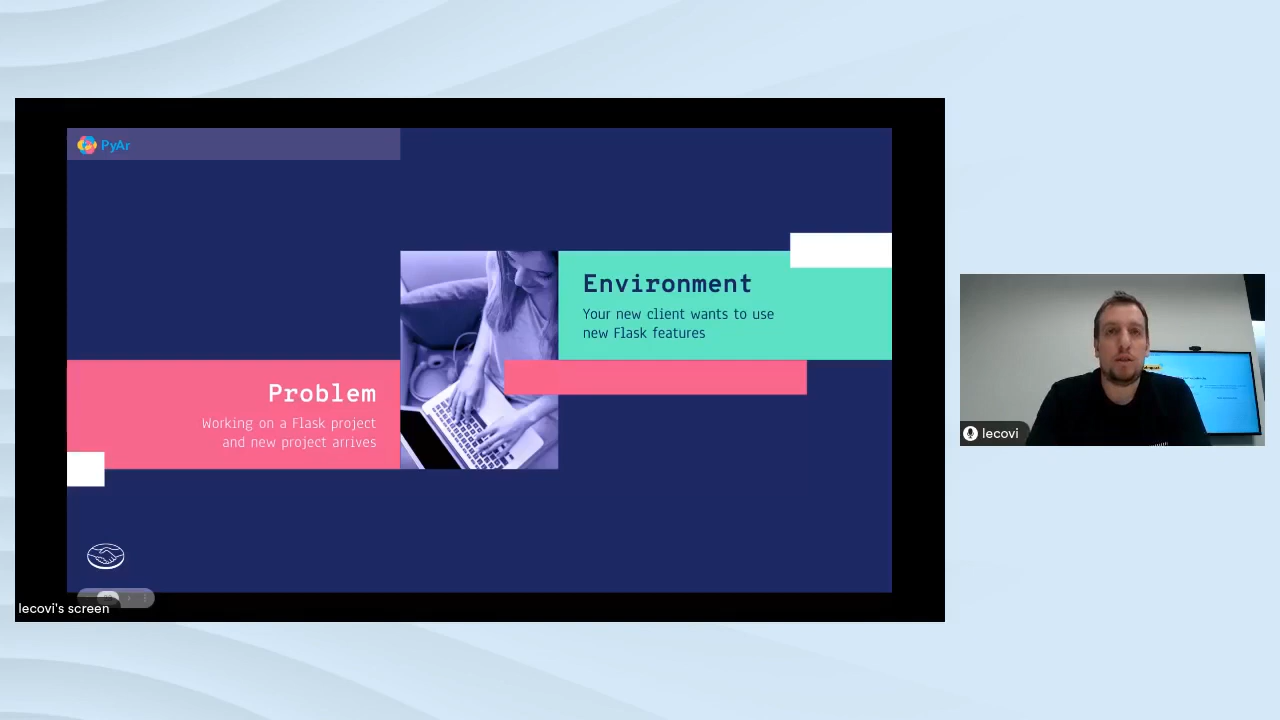 PyAr
Environment
Your new client wants to use
new Flask features
Problem
Working on a Flask project
and new project arrives
lecovi
lecovi's screen